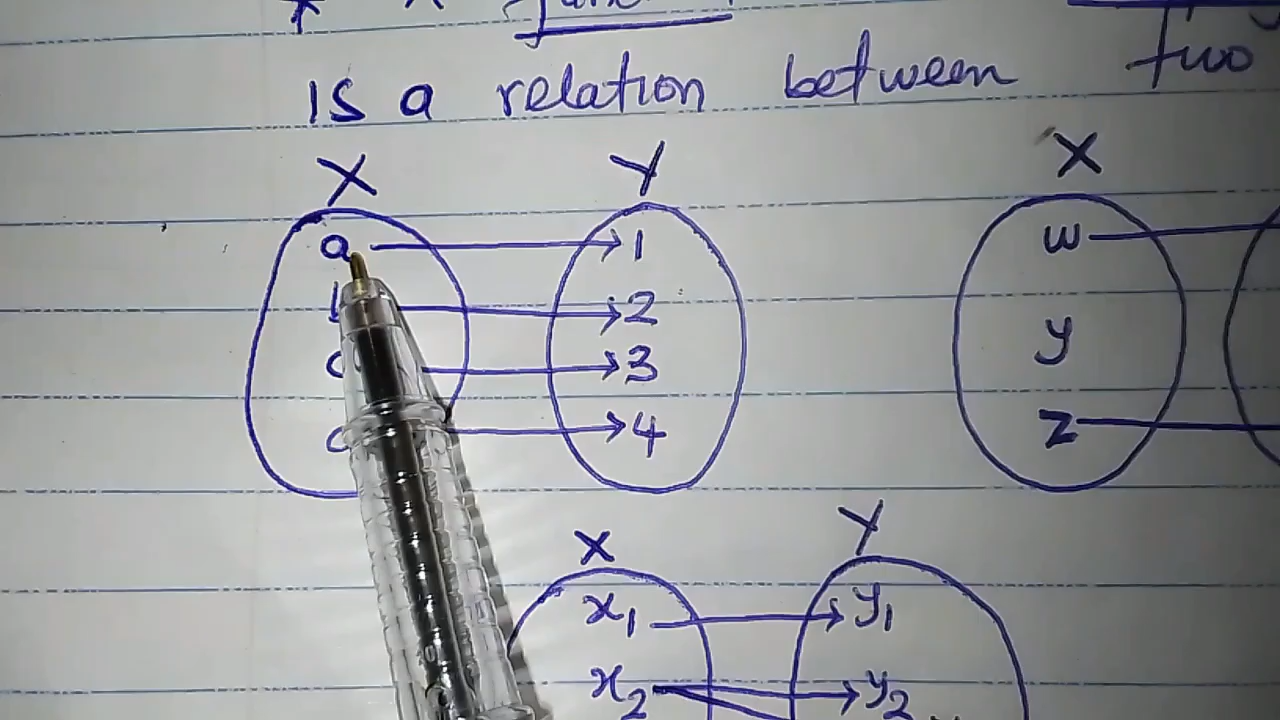 is a relation between two
X Y X
a 1 w
2
3 y
4 z
X Y
x₁ y₁
x₂ y₂